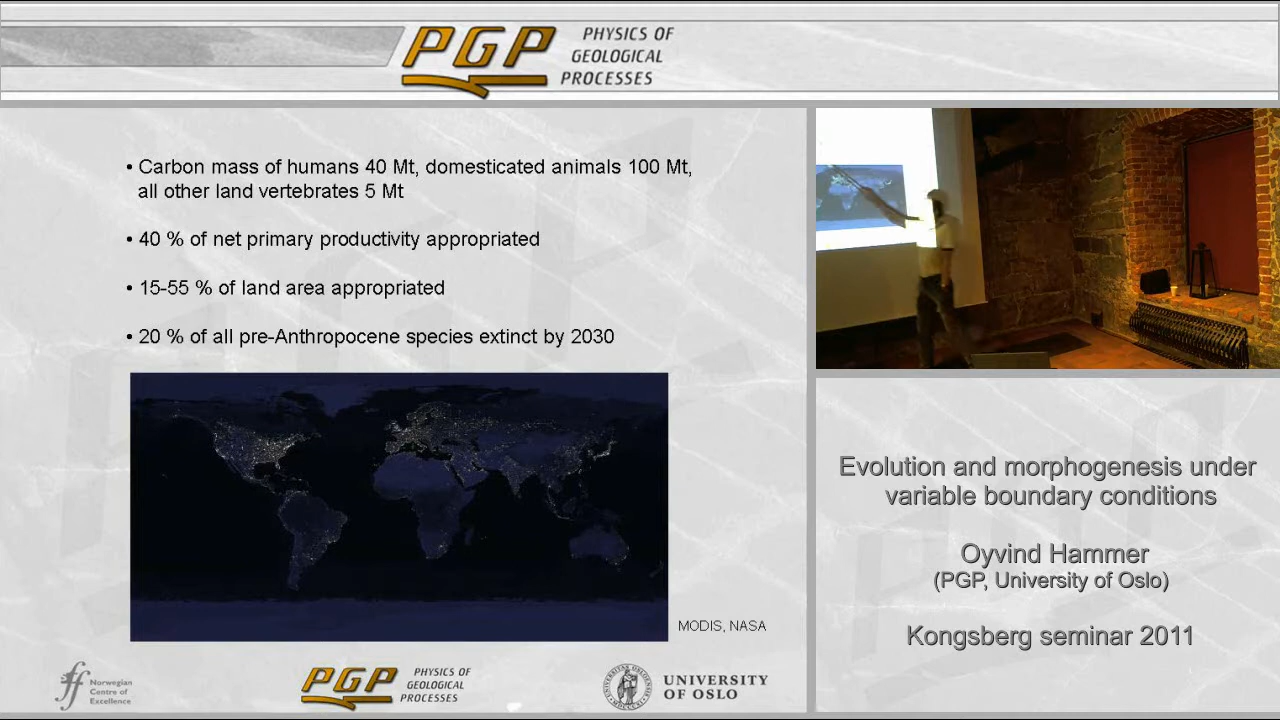 PGP
PHYSICS OF
GEOLOGICAL
PROCESSES
• Carbon mass of humans 40 Mt, domesticated animals 100 Mt,
all other land vertebrates 5 Mt
• 40 % of net primary productivity appropriated
• 15-55 % of land area appropriated
• 20 % of all pre-Anthropocene species extinct by 2030
MODIS, NASA
Evolution and morphogenesis under
variable boundary conditions
Oyvind Hammer
(PGP, University of Oslo)
Kongsberg seminar 2011
Norwegian
Centre of
Excellence
PGP
PHYSICS OF
GEOLOGICAL
PROCESSES
UNIVERSITY
OF OSLO